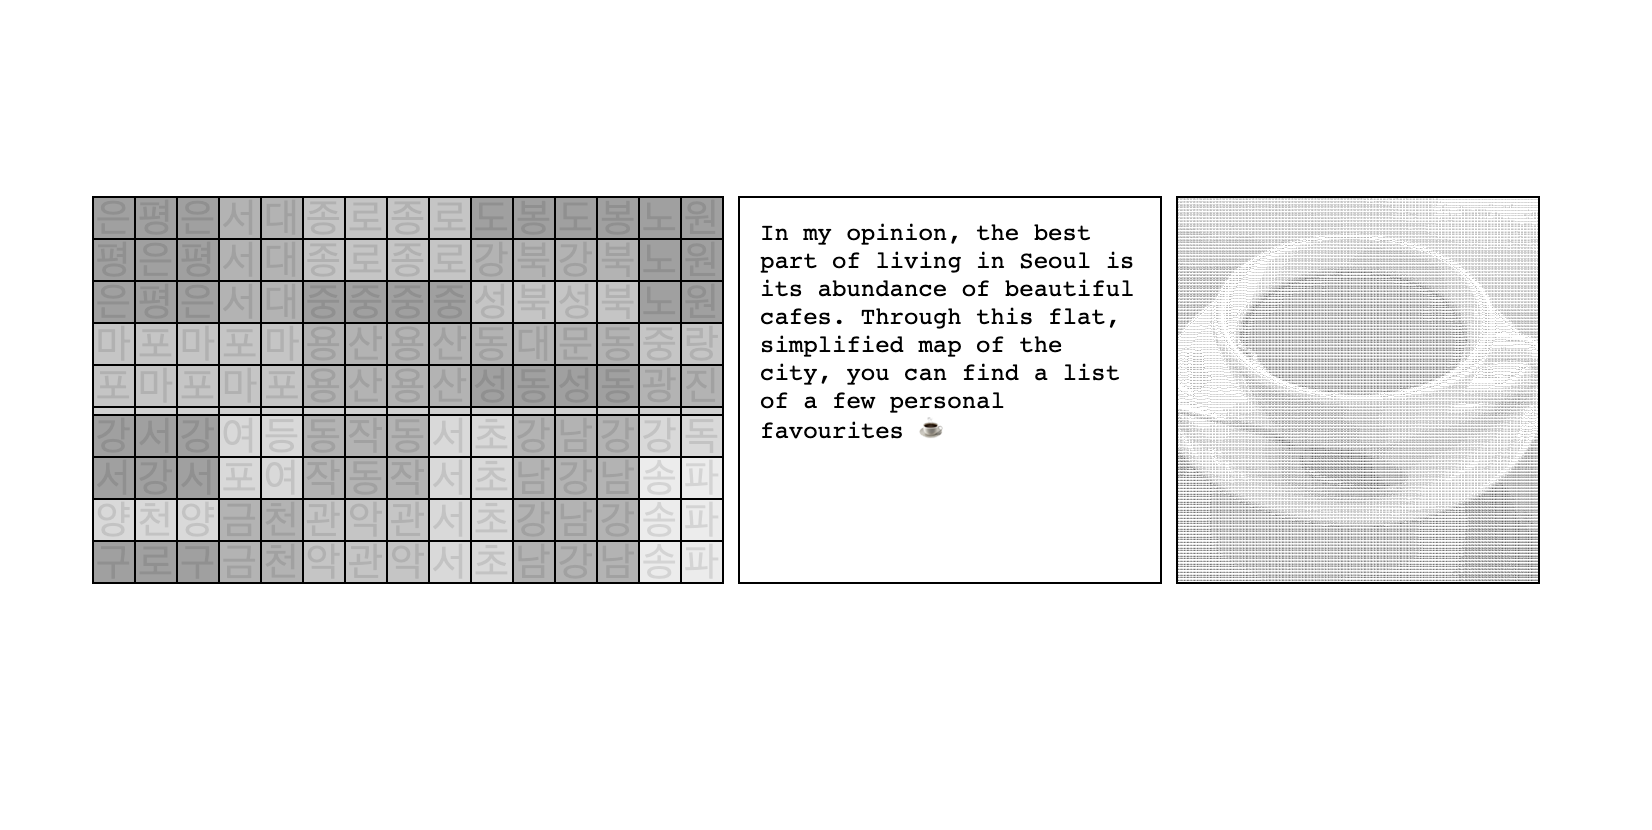 은평은서대종로종로도봉도봉노원
평은평서대종로종로강북강북노원
은평은서대중중중중성북성북노원
마포마포마용산용산동대문동중랑
포마포마포용산용산성동성동광진
강서강여등동작동서초강남강강독
서강서포여작동작서초남강남송파
양천양금천관악관서초강남강송파
구로구금천악관악서초남강남송파
In my opinion, the best
part of living in Seoul is
its abundance of beautiful
cafes. Through this flat,
simplified map of the
city, you can find a list
of a few personal
favourites ☕